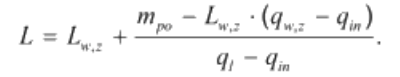 L = L_{w,z} + \frac{m_{po} - L_{w,z} \cdot (q_{w,z} - q_{in})}{q_l - q_{in}}.